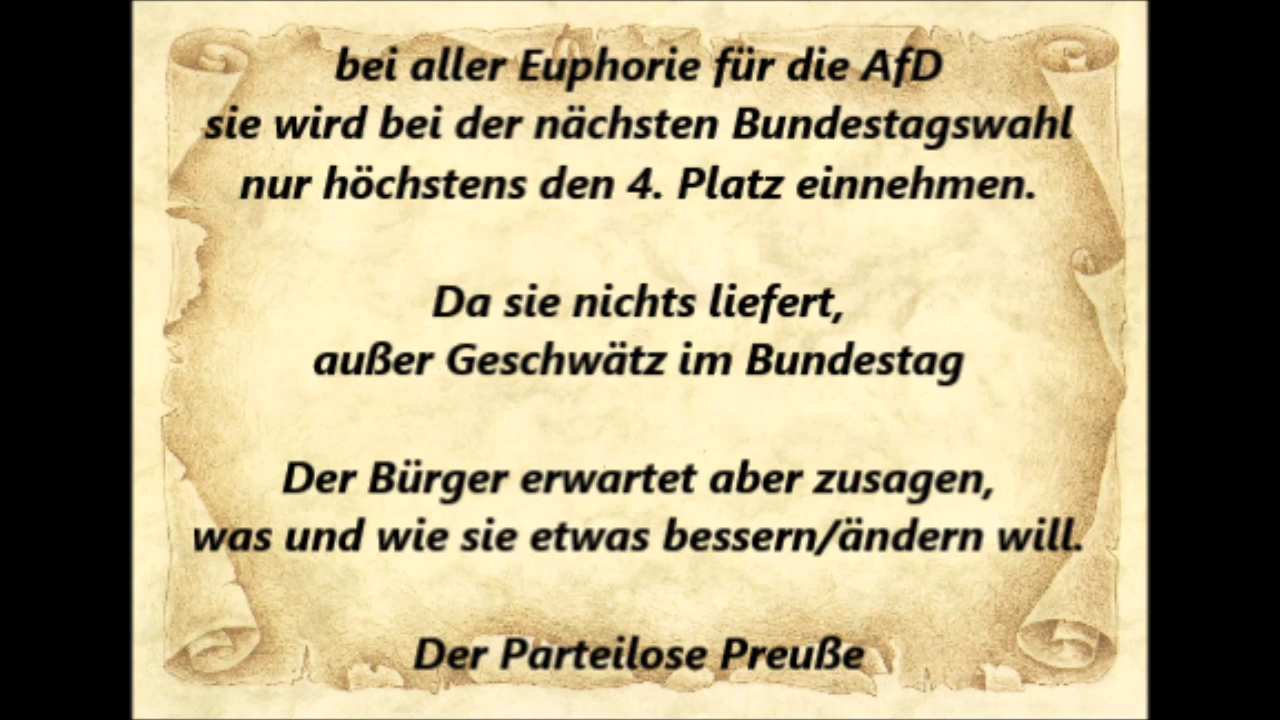 bei aller Euphorie für die AfD
sie wird bei der nächsten Bundestagswahl
nur höchstens den 4. Platz einnehmen.
Da sie nichts liefert,
außer Geschwätz im Bundestag
Der Bürger erwartet aber zusagen,
was und wie sie etwas bessern/ändern will.
Der Parteilose Preuße